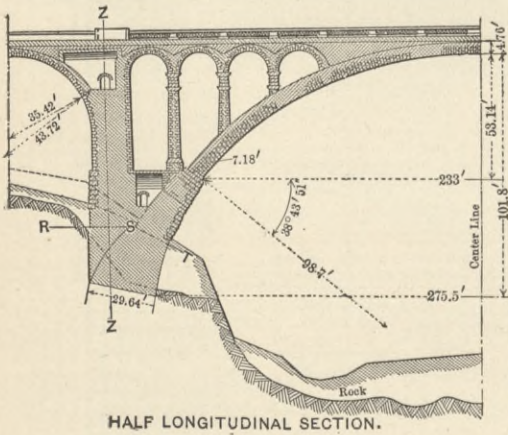 Z
4.76'
35.42'
43.72'
53.14'
7.18'
233'
101.8'
38° 43' 51"
R
S
T
Center Line
98.7'
29.64'
275.5'
Z
Rock
HALF LONGITUDINAL SECTION.